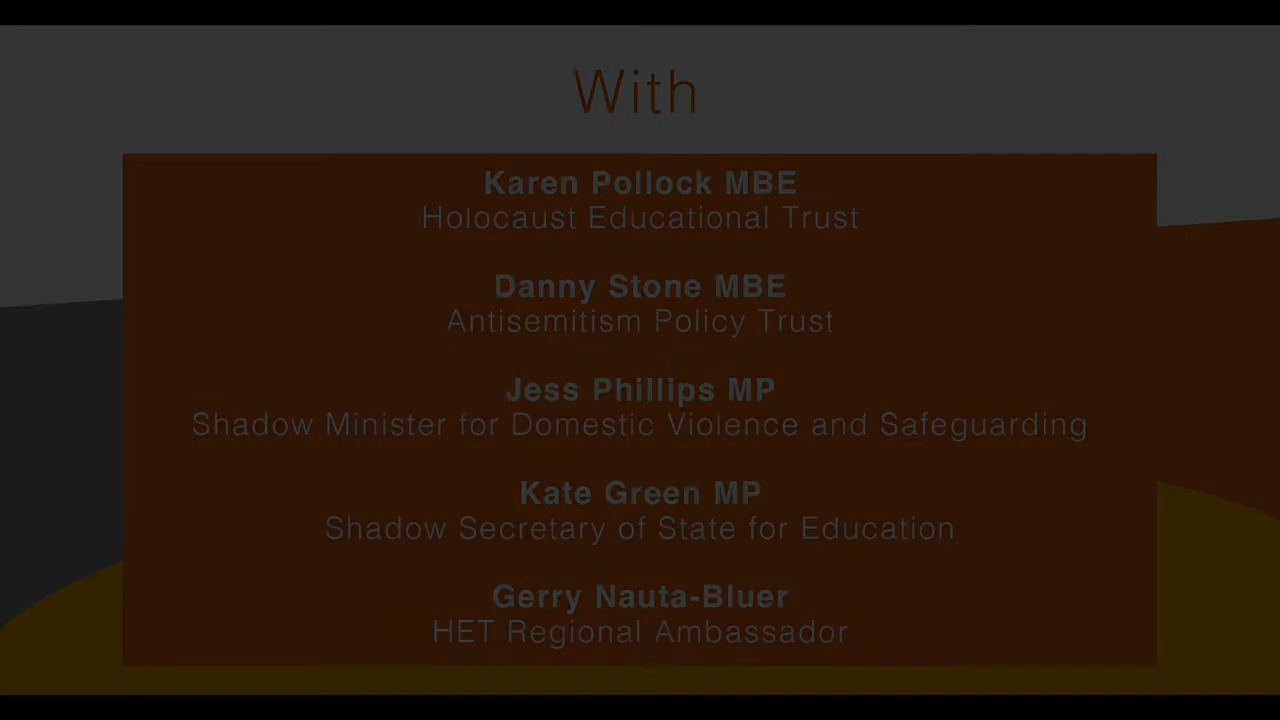 With
Karen Pollock MBE
Holocaust Educational Trust
Danny Stone MBE
Antisemitism Policy Trust
Jess Phillips MP
Shadow Minister for Domestic Violence and Safeguarding
Kate Green MP
Shadow Secretary of State for Education
Gerry Nauta-Bluer
HET Regional Ambassador